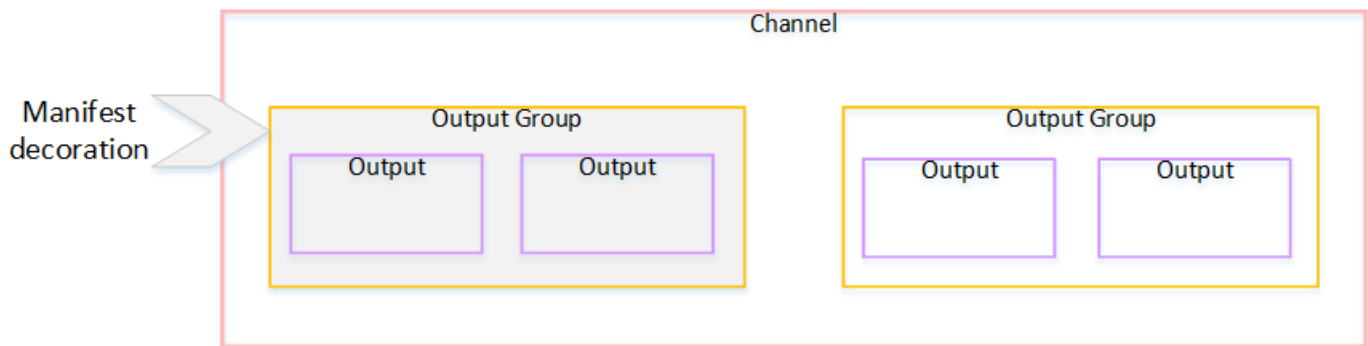 Channel
Manifest
decoration
Output Group
Output
Output
Output Group
Output
Output